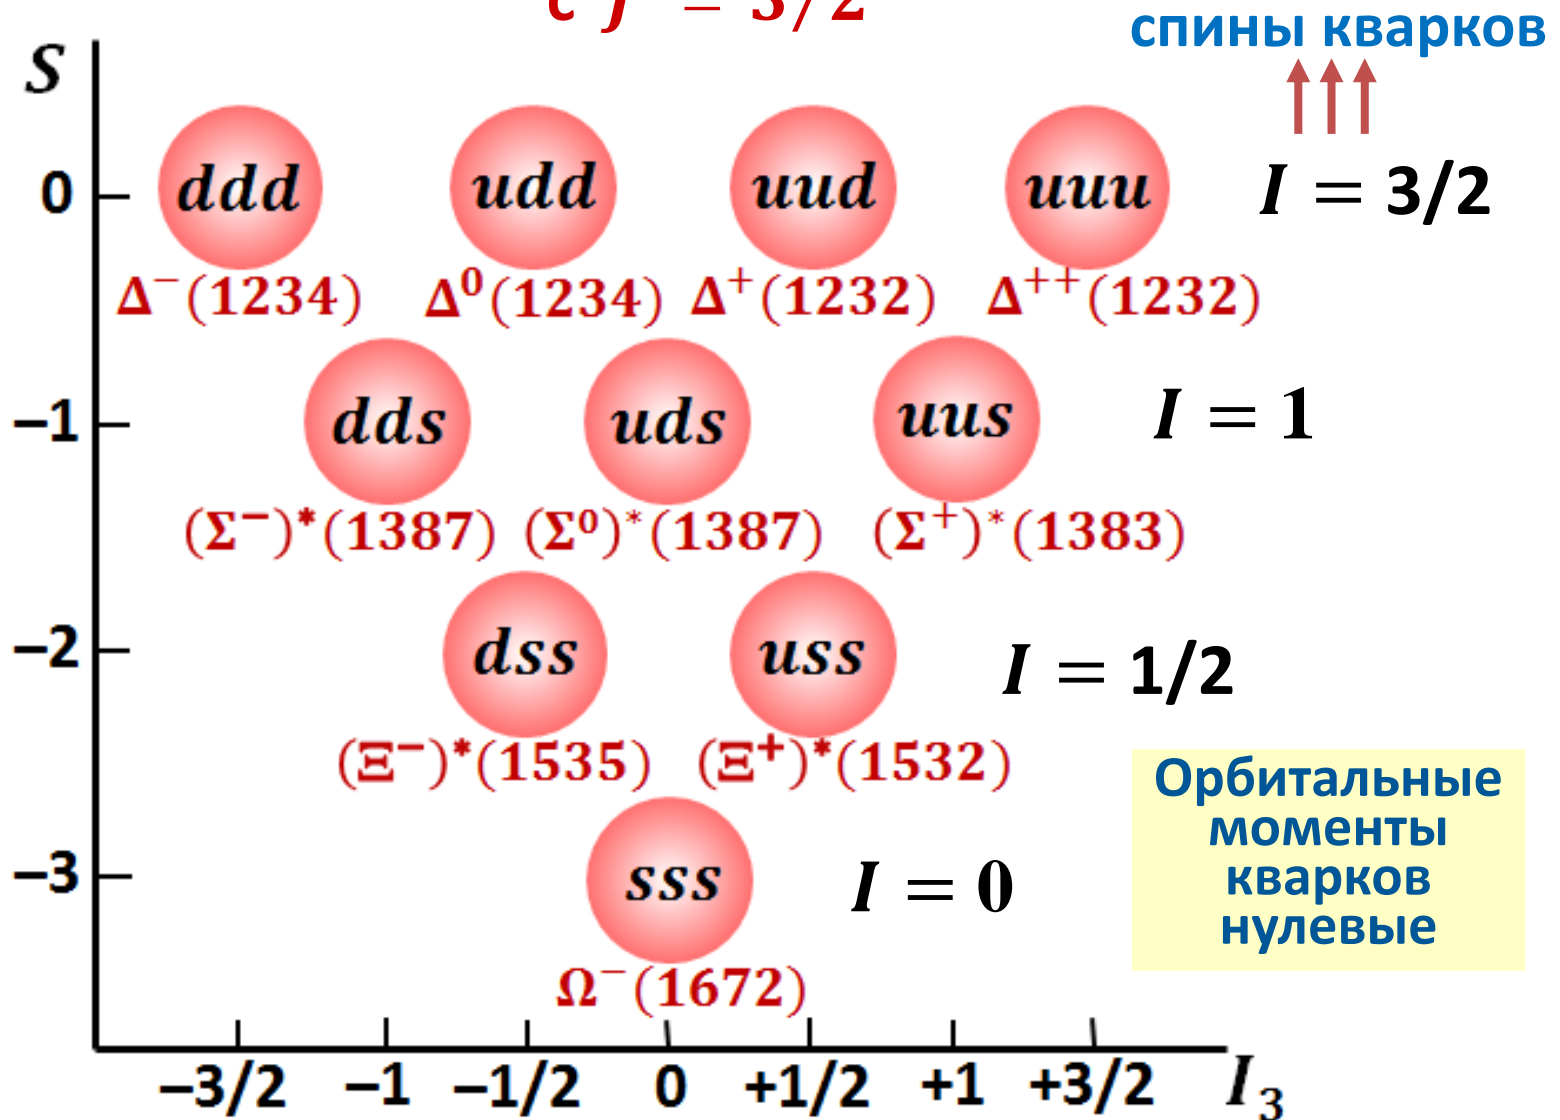 с J = 3/2
спины кварков
S
0 ddd udd uud uuu I = 3/2
Δ⁻(1234) Δ⁰(1234) Δ⁺(1232) Δ⁺⁺(1232)
−1 dds uds uus I = 1
(Σ⁻)*(1387) (Σ⁰)*(1387) (Σ⁺)*(1383)
−2 dss uss I = 1/2
(Ξ⁻)*(1535) (Ξ⁺)*(1532)
Орбитальные
моменты
кварков
нулевые
−3 sss I = 0
Ω⁻(1672)
−3/2 −1 −1/2 0 +1/2 +1 +3/2 I₃